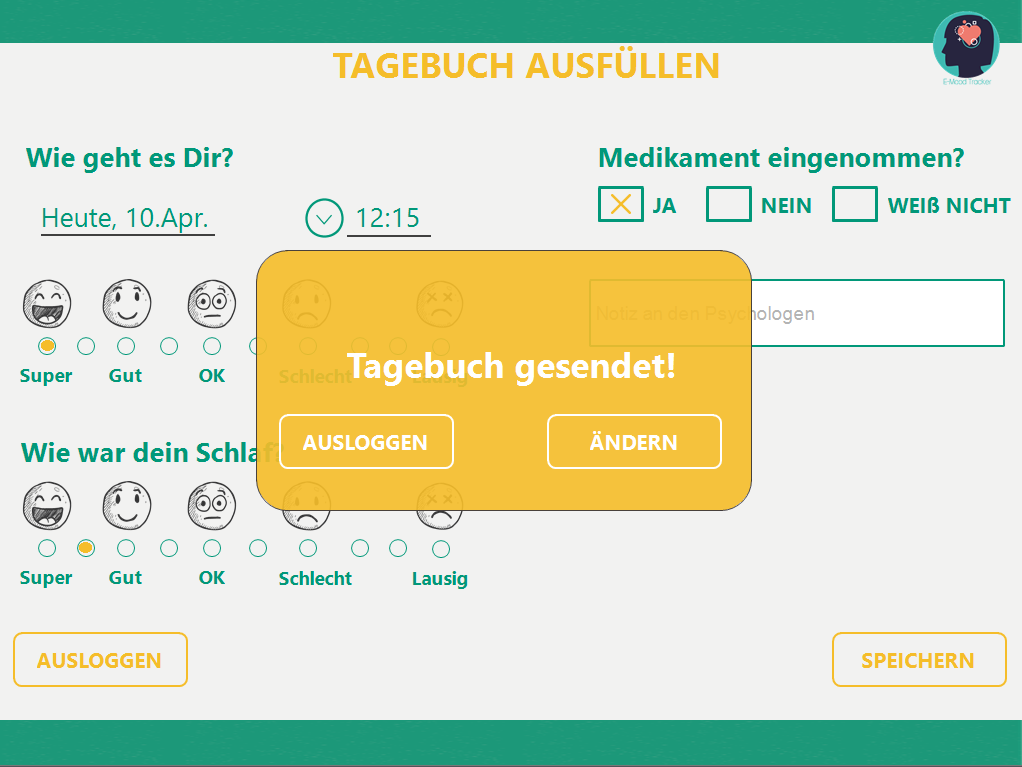 TAGEBUCH AUSFÜLLEN
E-Mood Tracker
Wie geht es Dir?
Heute, 10.Apr.
12:15
Medikament eingenommen?
JA
NEIN
WEIß NICHT
Notiz an den Psychologen
Super
Gut
OK
Schlecht
Lausig
Tagebuch gesendet!
AUSLOGGEN
ÄNDERN
Wie war dein Schlaf?
Super
Gut
OK
Schlecht
Lausig
AUSLOGGEN
SPEICHERN